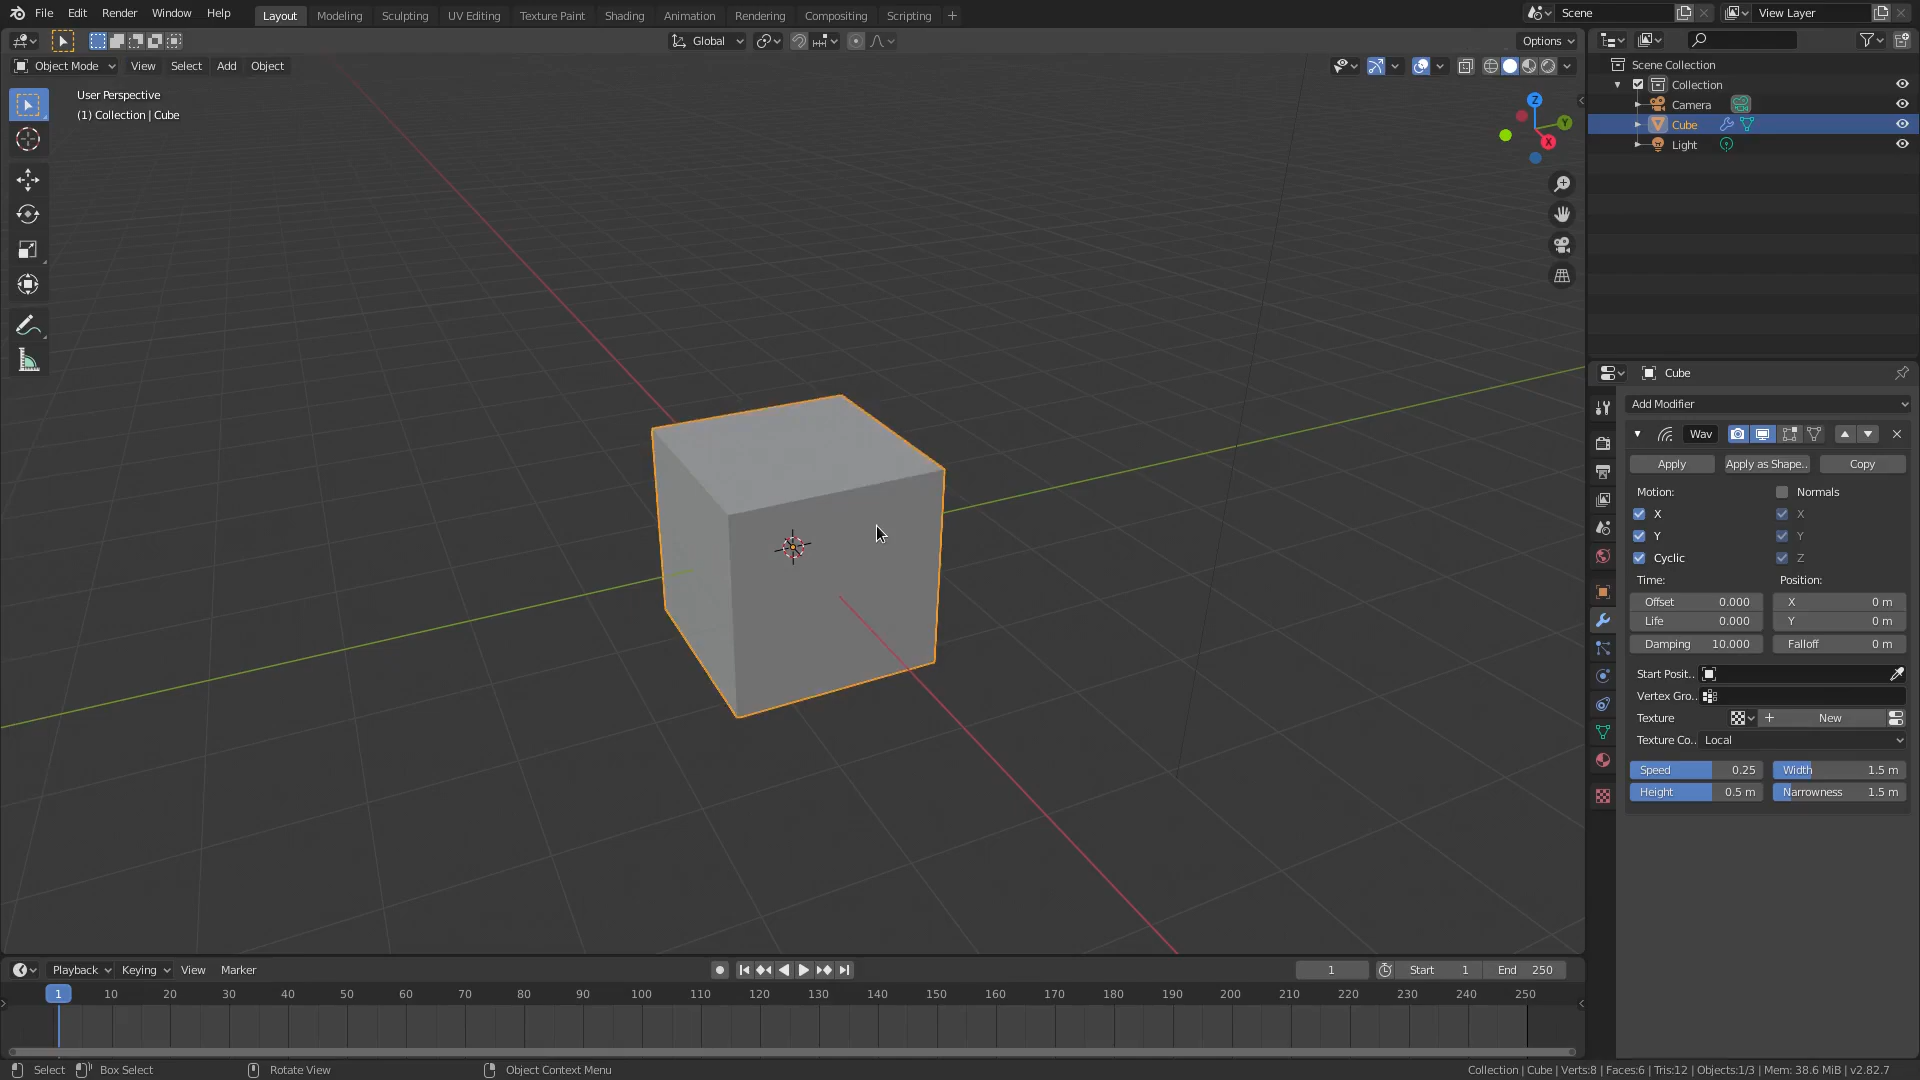 File Edit Render Window Help Layout Modeling Sculpting UV Editing Texture Paint Shading Animation Rendering Compositing Scripting + Scene View Layer
Global Options
Object Mode View Select Add Object
User Perspective
(1) Collection | Cube
Z
Y
X
Scene Collection
Collection
Camera
Cube
Light
Cube
Add Modifier
Wav
Apply Apply as Shape.. Copy
Motion: Normals
X X
Y Y
Cyclic Z
Time: Position:
Offset 0.000 X 0 m
Life 0.000 Y 0 m
Damping 10.000 Falloff 0 m
Start Posit..
Vertex Gro..
Texture + New
Texture Co.. Local
Speed 0.25 Width 1.5 m
Height 0.5 m Narrowness 1.5 m
Playback Keying View Marker 1 Start 1 End 250
1 10 20 30 40 50 60 70 80 90 100 110 120 130 140 150 160 170 180 190 200 210 220 230 240 250
Select Box Select Rotate View Object Context Menu Collection | Cube | Verts:8 | Faces:6 | Tris:12 | Objects:1/3 | Mem: 38.6 MiB | v2.82.7